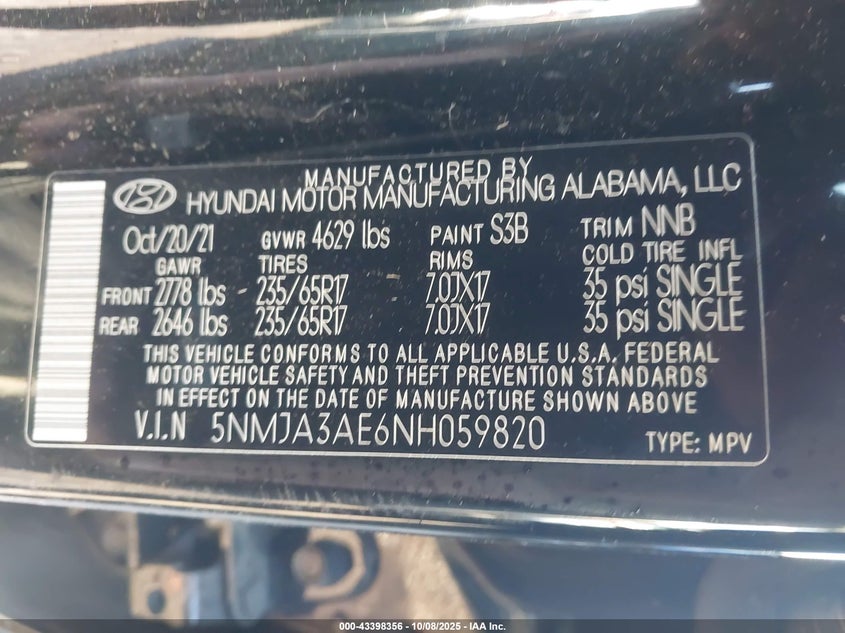 MANUFACTURED BY
HYUNDAI MOTOR MANUFACTURING ALABAMA, LLC
Oct/20/21 GVWR 4629 lbs PAINT S3B TRIM NNB
GAWR TIRES RIMS COLD TIRE INFL
FRONT 2778 lbs 235/65R17 7.0JX17 35 psi SINGLE
REAR 2646 lbs 235/65R17 7.0JX17 35 psi SINGLE
THIS VEHICLE CONFORMS TO ALL APPLICABLE U.S.A. FEDERAL
MOTOR VEHICLE SAFETY AND THEFT PREVENTION STANDARDS
IN EFFECT ON THE DATE OF MANUFACTURE SHOWN ABOVE
V.I.N 5NMJA3AE6NH059820 TYPE: MPV
000-43398356 - 10/08/2025 - IAA Inc.